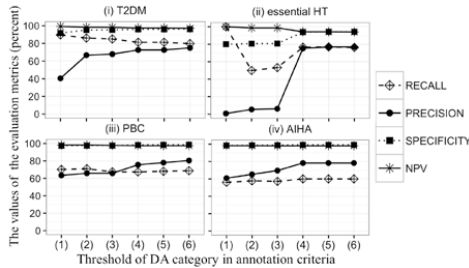 (i) T2DM
(ii) essential HT
100
80
60
40
20
0
(iii) PBC
(iv) AIHA
100
80
60
40
20
0
(1) (2) (3) (4) (5) (6)
(1) (2) (3) (4) (5) (6)
Threshold of DA category in annotation criteria
The values of the evaluation metrics (percent)
RECALL
PRECISION
SPECIFICITY
NPV